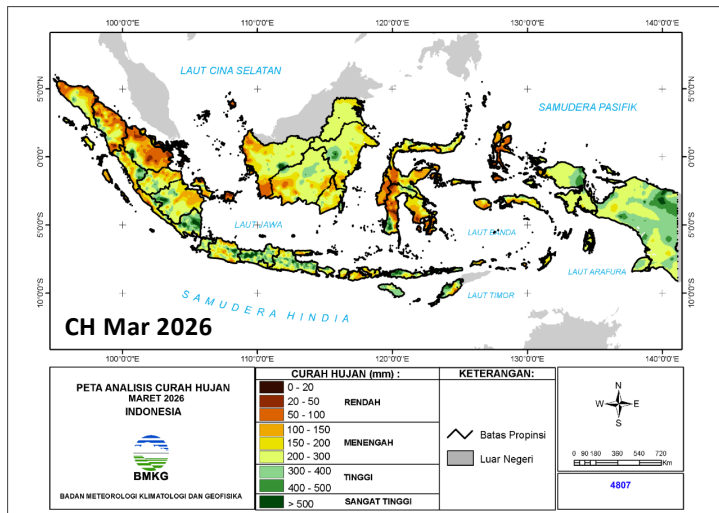 100°0'0"E 110°0'0"E 120°0'0"E 130°0'0"E 140°0'0"E
LAUT CINA SELATAN
5°0'0"N 5°0'0"N
SAMUDERA PASIFIK
0°0'0" 0°0'0"
5°0'0"S LAUT JAWA LAUT BANDA 5°0'0"S
LAUT ARAFURA
10°0'0"S SAMUDERA HINDIA LAUT TIMOR 10°0'0"S
CH Mar 2026
100°0'0"E 110°0'0"E 120°0'0"E 130°0'0"E 140°0'0"E
PETA ANALISIS CURAH HUJAN
MARET 2026
INDONESIA
BMKG
BADAN METEOROLOGI KLIMATOLOGI DAN GEOFISIKA
CURAH HUJAN (mm) :
0 - 20
20 - 50 RENDAH
50 - 100
100 - 150
150 - 200 MENENGAH
200 - 300
300 - 400 TINGGI
400 - 500
> 500 SANGAT TINGGI
KETERANGAN:
Batas Propinsi
Luar Negeri
N
W E
S
0 90 180 360 540 720
Km
4807